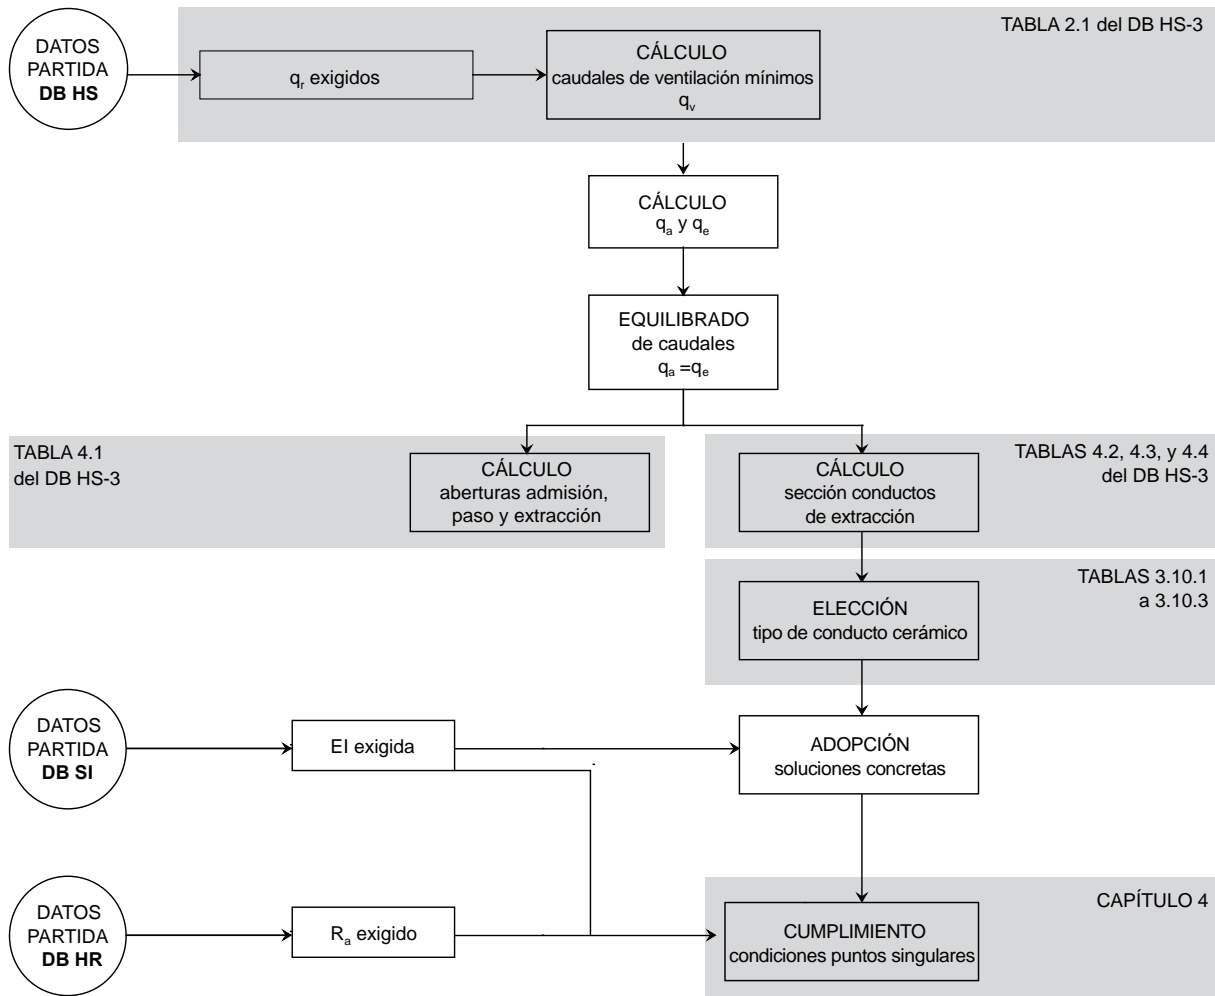 TABLA 2.1 del DB HS-3
DATOS
PARTIDA
DB HS
qr exigidos
CÁLCULO
caudales de ventilación mínimos
qv
CÁLCULO
qa y qe
EQUILIBRADO
de caudales
qa =qe
TABLA 4.1
del DB HS-3
CÁLCULO
aberturas admisión,
paso y extracción
TABLAS 4.2, 4.3, y 4.4
del DB HS-3
CÁLCULO
sección conductos
de extracción
TABLAS 3.10.1
a 3.10.3
ELECCIÓN
tipo de conducto cerámico
DATOS
PARTIDA
DB SI
EI exigida
ADOPCIÓN
soluciones concretas
DATOS
PARTIDA
DB HR
Ra exigido
CAPÍTULO 4
CUMPLIMIENTO
condiciones puntos singulares